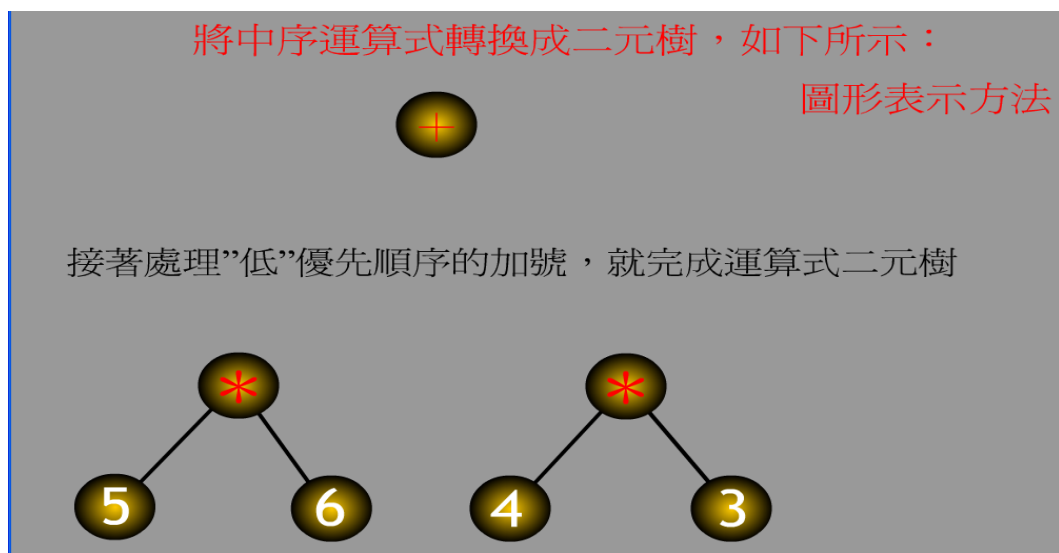 將中序運算式轉換成二元樹，如下所示：
圖形表示方法
+
接著處理”低”優先順序的加號，就完成運算式二元樹
* *
5 6 4 3